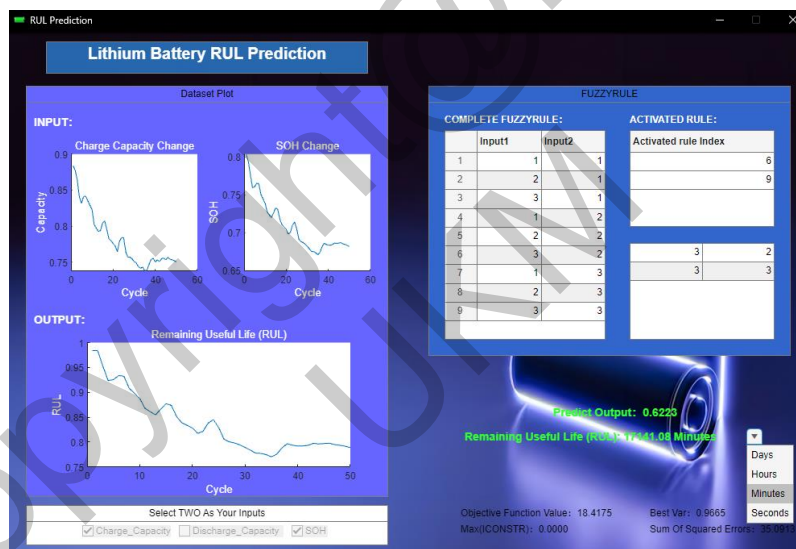 RUL Prediction
Lithium Battery RUL Prediction
Dataset Plot
INPUT:
Charge Capacity Change
0.9
0.85
0.8
0.75
Capacity
0 20 40 60
Cycle
SOH Change
0.8
0.7
0.65
SOH
0 20 40 60
Cycle
OUTPUT:
Remaining Useful Life (RUL)
1
0.95
0.9
0.85
0.8
0.75
RUL
0 10 20 30 40 50
Cycle
Select TWO As Your Inputs
Charge_Capacity Discharge_Capacity SOH
FUZZYRULE
COMPLETE FUZZYRULE:
Input1 Input2
1 1 1
2 2 1
3 3 1
4 1 2
5 2 2
6 3 2
7 1 3
8 2 3
9 3 3
ACTIVATED RULE:
Activated rule Index
6
9
3 2
3 3
Predict Output: 0.6223
Remaining Useful Life (RUL): 17141.08 Minutes
Days
Hours
Minutes
Seconds
Objective Function Value: 18.4175 Best Var: 0.9665
Max(ICONSTR): 0.0000 Sum Of Squared Errors: 35.0913
Copyright@
UKM